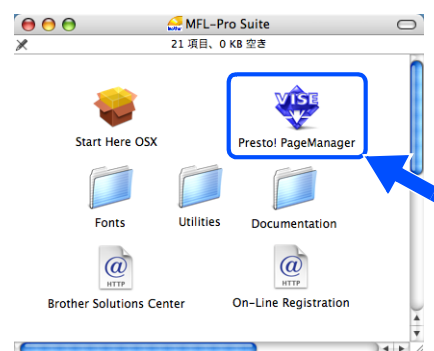 MFL-Pro Suite
21 項目、0 KB 空き
VISE
Start Here OSX
Presto! PageManager
Fonts
Utilities
Documentation
@
HTTP
@
HTTP
Brother Solutions Center
On-Line Registration